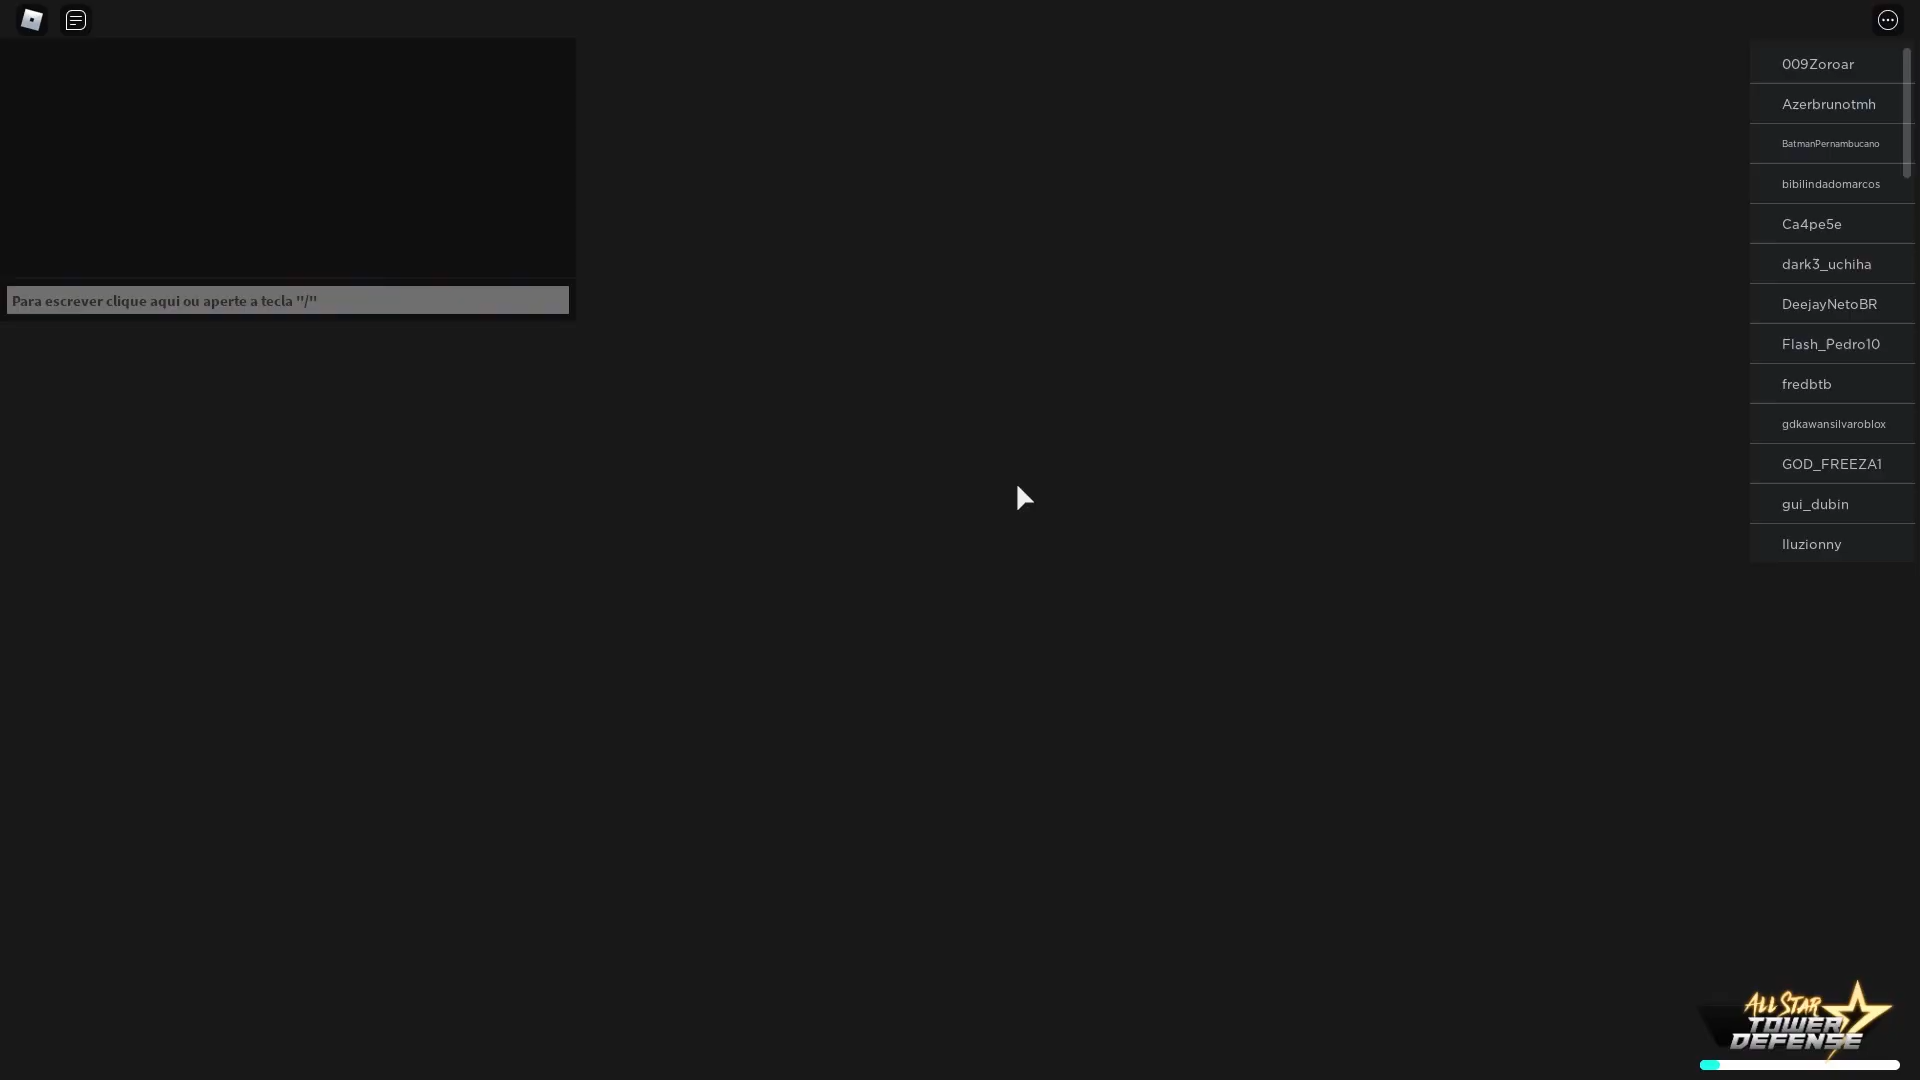 Para escrever clique aqui ou aperte a tecla "/"
009Zoroar
Azerbrunotmh
BatmanPernambucano
bibilindadomarcos
Ca4pe5e
dark3_uchiha
DeejayNetoBR
Flash_Pedro10
fredbtb
gdkawansilvaroblox
GOD_FREEZA1
gui_dubin
Iluzionny
ALL STAR
TOWER
DEFENSE